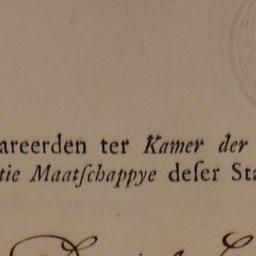 areerden ter Kamer der
tie Maatſchappye deſer Sta